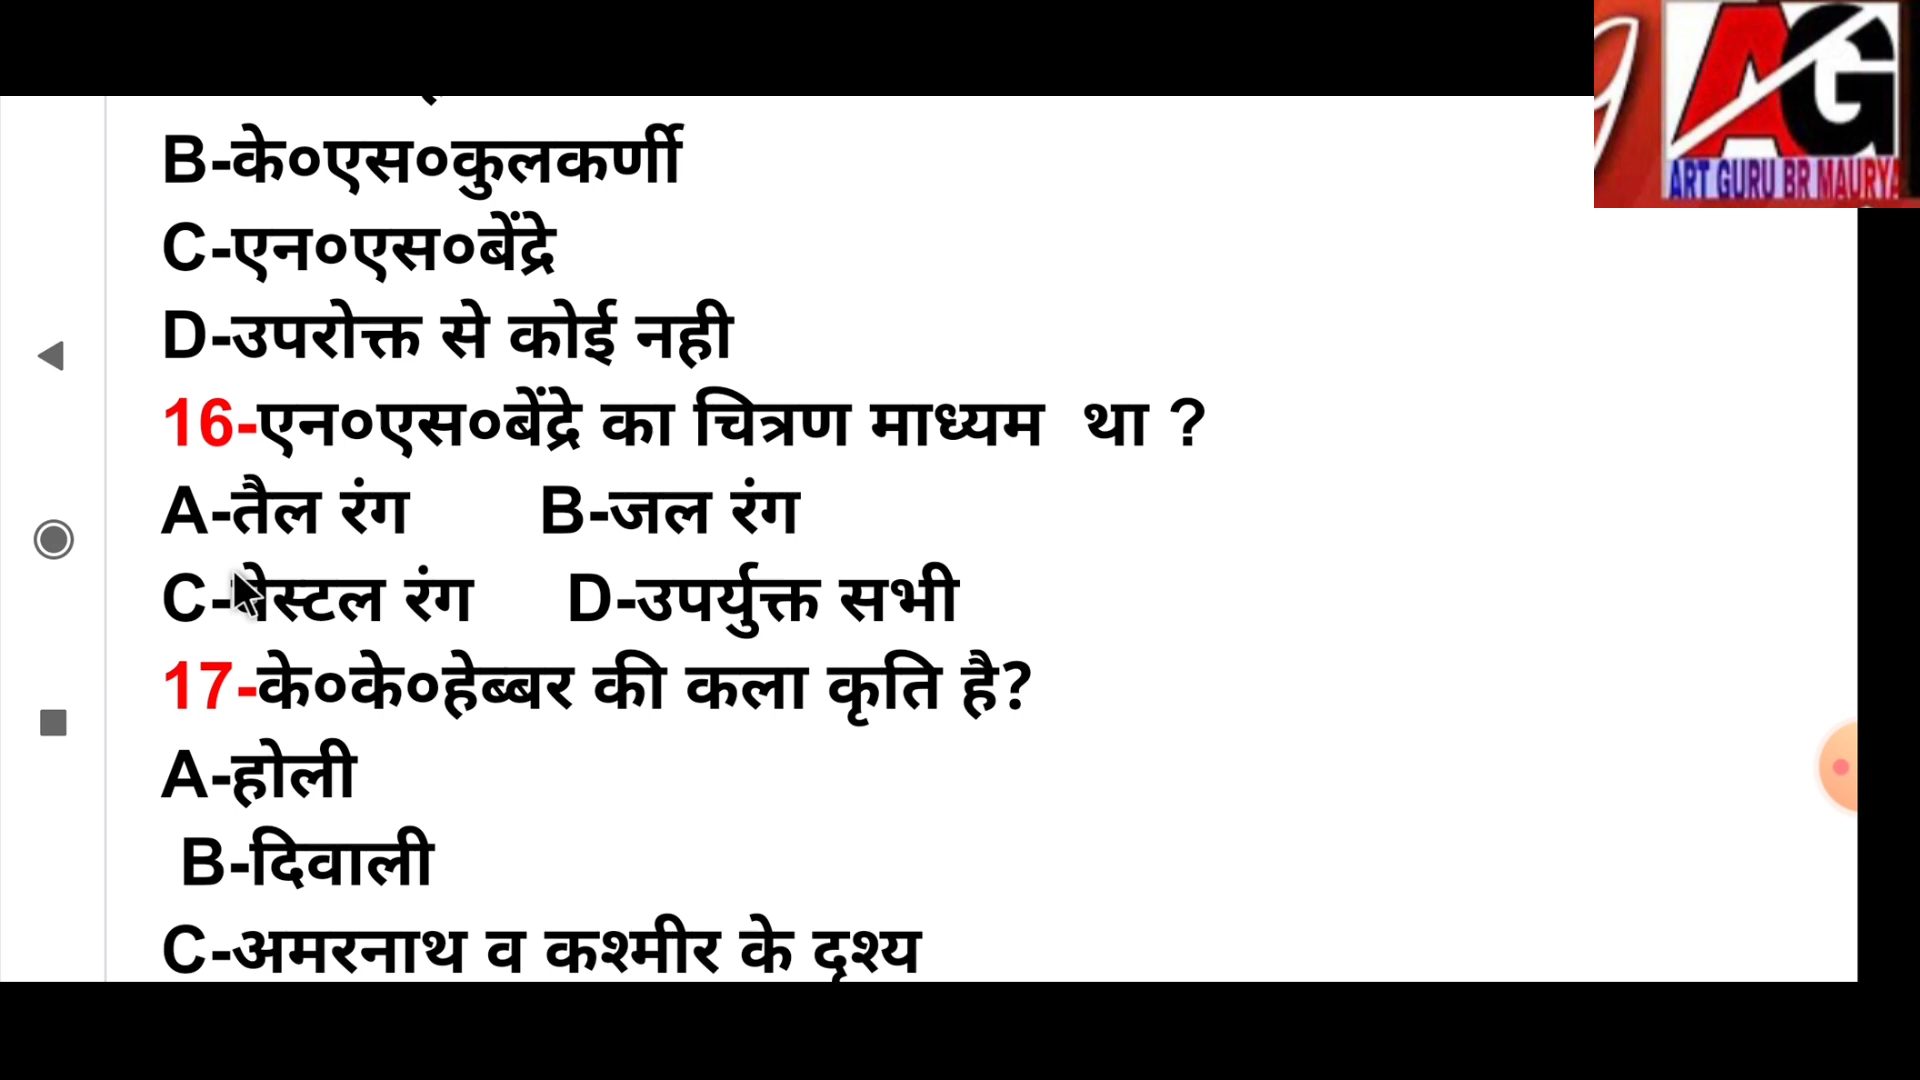 ART GURU BR MAURYA
B-के०एस०कुलकर्णी
C-एन०एस०बेंद्रे
D-उपरोक्त से कोई नही
16-एन०एस०बेंद्रे का चित्रण माध्यम था ?
A-तैल रंग B-जल रंग
C-पेस्टल रंग D-उपर्युक्त सभी
17-के०के०हेब्बर की कला कृति है?
A-होली
B-दिवाली
C-अमरनाथ व कश्मीर के दृश्य